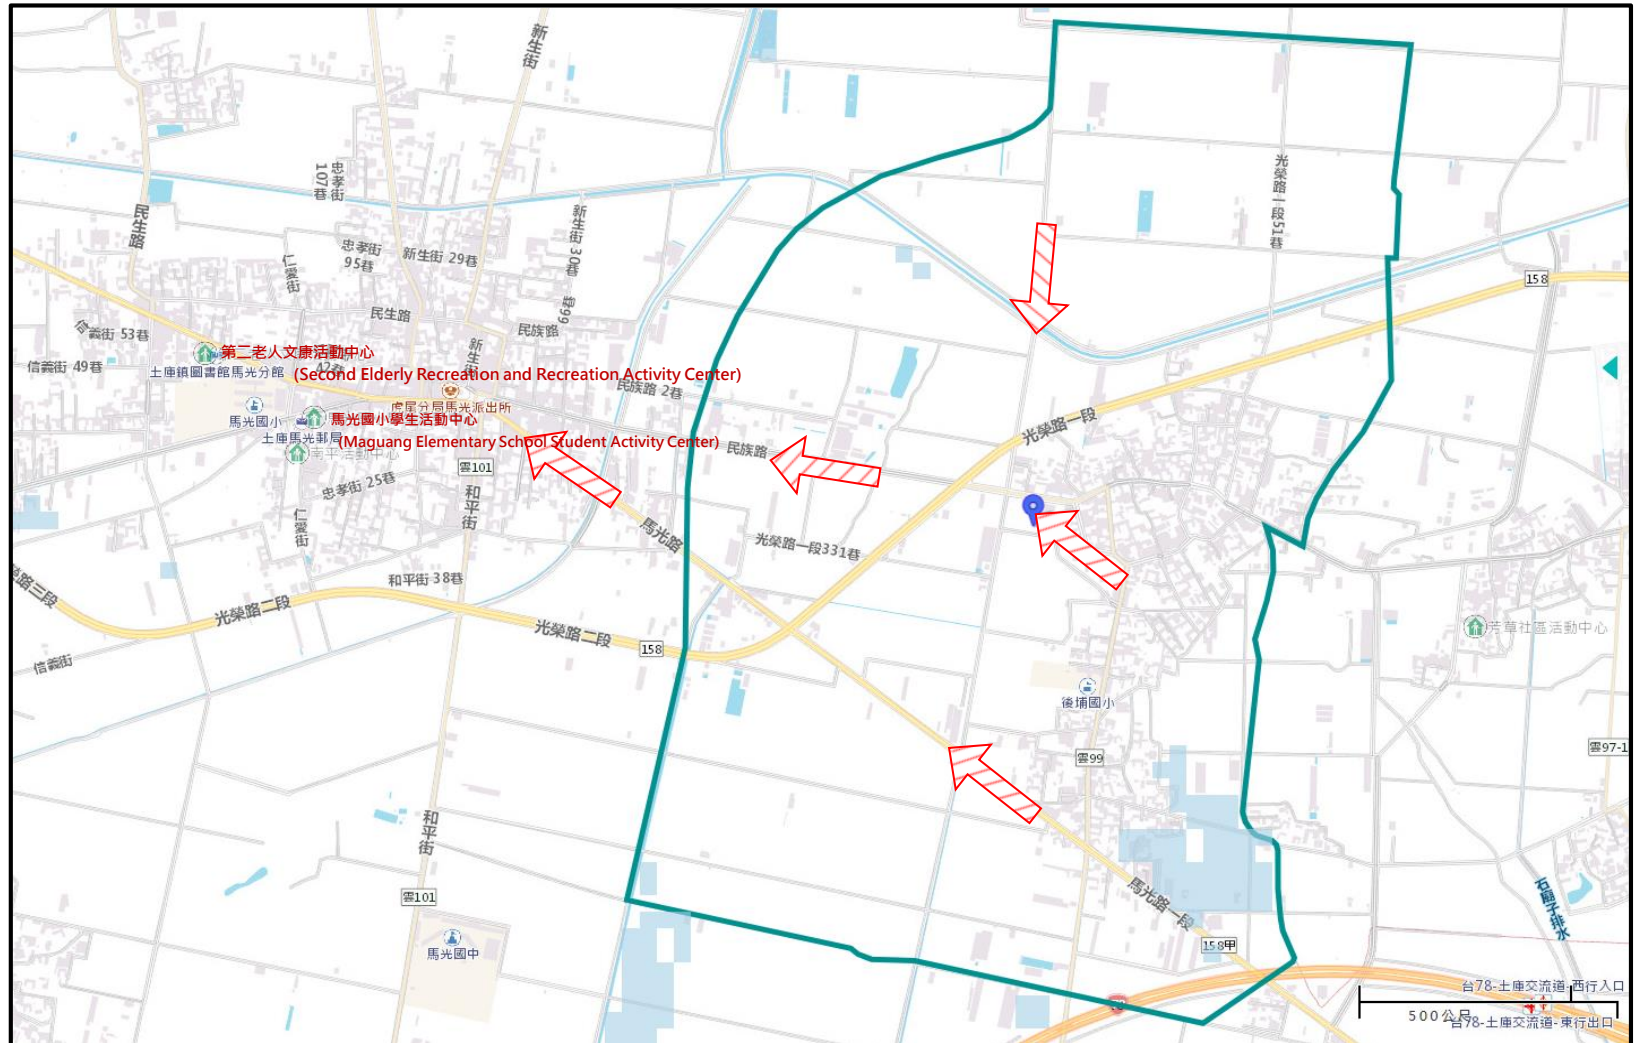 新生街
忠孝街
107巷
民生路
忠孝街
95巷
新生街 29巷
新生街 30巷
仁愛街
民生路
民族路
信義街 53巷
信義街 49巷
新生街
第二老人文康活動中心
(Second Elderly Recreation and Recreation Activity Center)
土庫鎮圖書館馬光分館
42巷
民族路 2巷
虎尾分局馬光派出所
馬光國小
馬光國小學生活動中心
(Maguang Elementary School Student Activity Center)
土庫馬光郵局
南平活動中心
雲101
民族路
忠孝街 25巷
和平街
仁愛街
馬光路
光榮路一段331巷
光榮路一段
光榮路一段51巷
158
和平街 38巷
光榮路二段
光榮路二段
158
信義街
芳草社區活動中心
後埔國小
雲99
雲97-1
和平街
雲101
馬光國中
馬光路一段
158甲
石廟子排水
台78-土庫交流道-西行入口
500公尺
台78-土庫交流道-東行出口